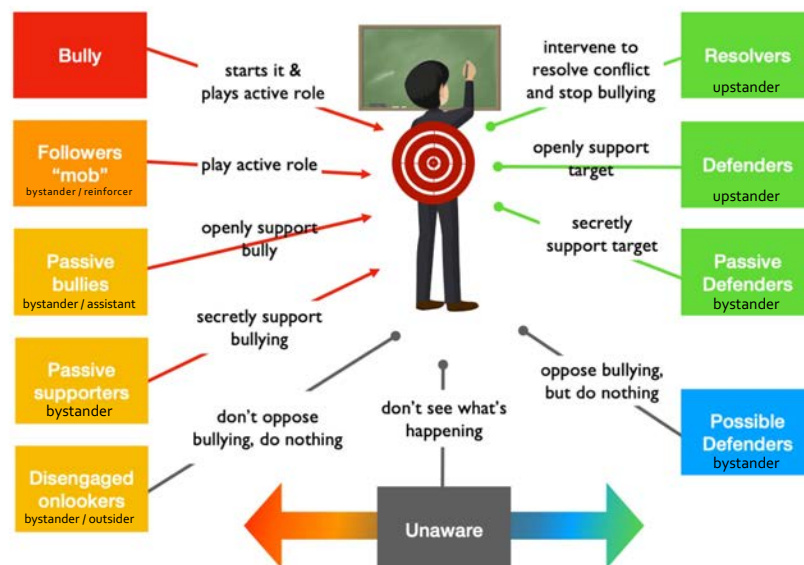 Bully
starts it &
plays active role
Followers
“mob”
bystander / reinforcer
play active role
Passive
bullies
bystander / assistant
openly support
bully
Passive
supporters
bystander
secretly support
bullying
Disengaged
onlookers
bystander / outsider
don’t oppose
bullying, do nothing
don’t see what’s
happening
Unaware
intervene to
resolve conflict
and stop bullying
Resolvers
upstander
openly support
target
Defenders
upstander
secretly
support target
Passive
Defenders
bystander
oppose bullying,
but do nothing
Possible
Defenders
bystander